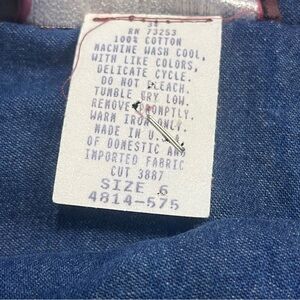 RN 73253
100% COTTON
MACHINE WASH COOL,
WITH LIKE COLORS,
DELICATE CYCLE.
DO NOT BLEACH.
TUMBLE DRY LOW.
REMOVE PROMPTLY.
WARM IRON ONLY.
MADE IN U.S.A.
OF DOMESTIC AND
IMPORTED FABRIC
CUT 3887
SIZE 6
4814-575